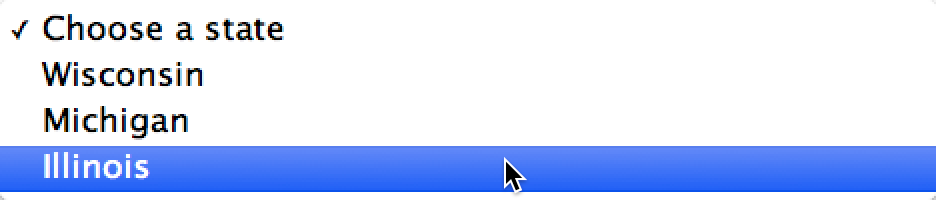 ✓ Choose a state
Wisconsin
Michigan
Illinois